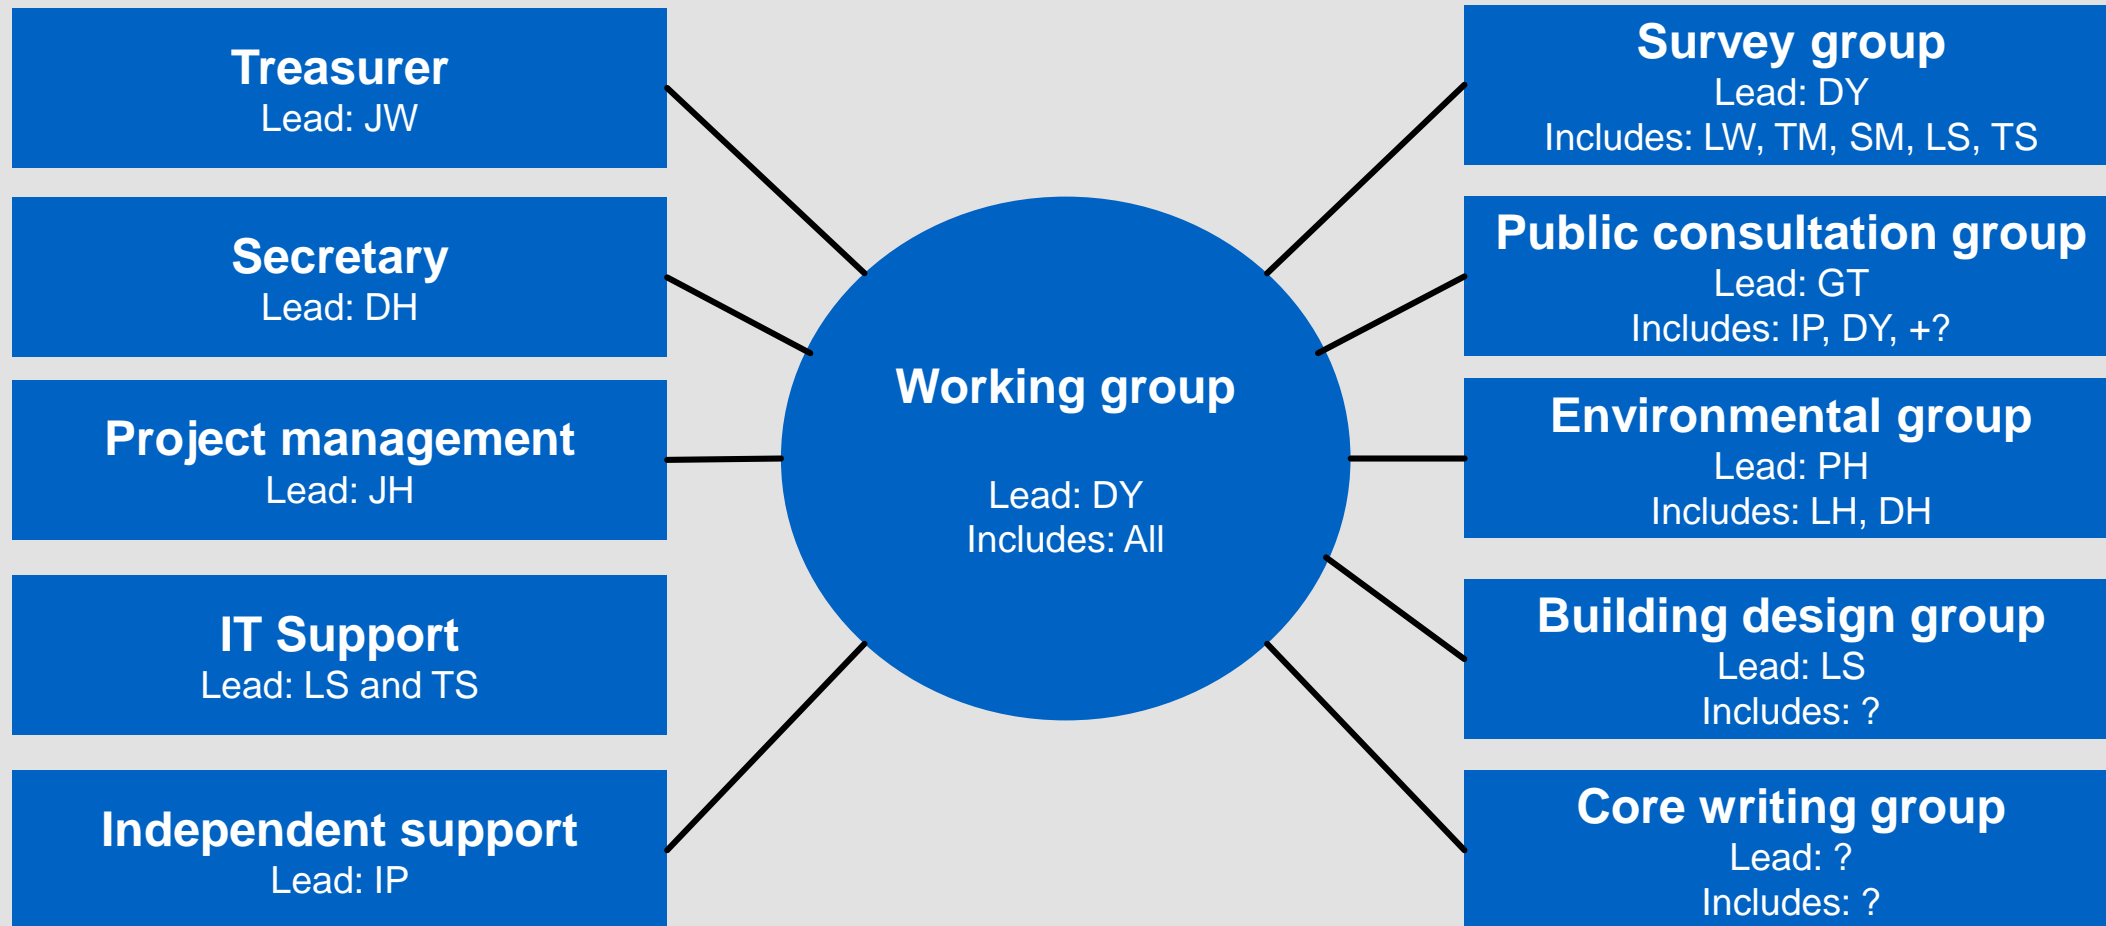 Treasurer
Lead: JW
Secretary
Lead: DH
Project management
Lead: JH
IT Support
Lead: LS and TS
Independent support
Lead: IP
Working group
Lead: DY
Includes: All
Survey group
Lead: DY
Includes: LW, TM, SM, LS, TS
Public consultation group
Lead: GT
Includes: IP, DY, +?
Environmental group
Lead: PH
Includes: LH, DH
Building design group
Lead: LS
Includes: ?
Core writing group
Lead: ?
Includes: ?